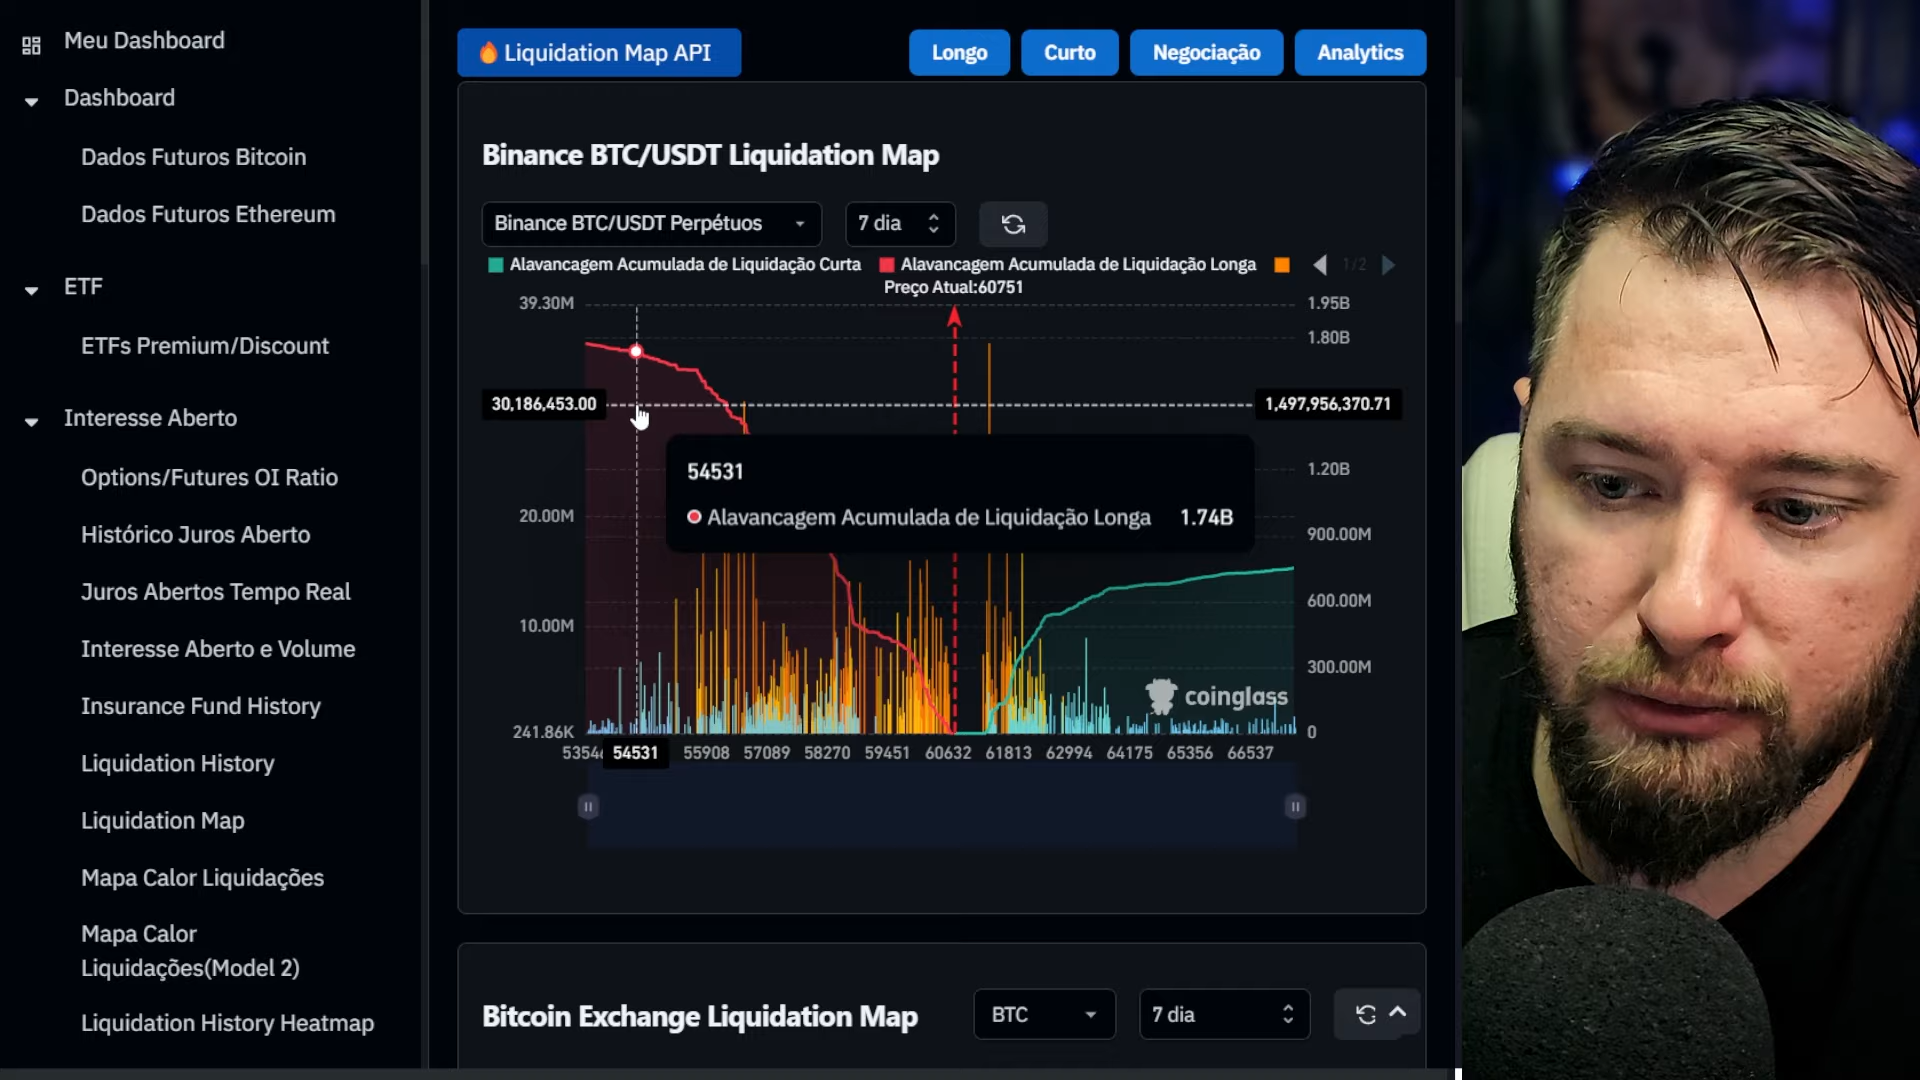 Meu Dashboard
Dashboard
Dados Futuros Bitcoin
Dados Futuros Ethereum
ETF
ETFs Premium/Discount
Interesse Aberto
Options/Futures OI Ratio
Histórico Juros Aberto
Juros Abertos Tempo Real
Interesse Aberto e Volume
Insurance Fund History
Liquidation History
Liquidation Map
Mapa Calor Liquidações
Mapa Calor
Liquidações(Model 2)
Liquidation History Heatmap
Liquidation Map API
Longo
Curto
Negociação
Analytics
Binance BTC/USDT Liquidation Map
Binance BTC/USDT Perpétuos
7 dia
Alavancagem Acumulada de Liquidação Curta
Alavancagem Acumulada de Liquidação Longa
1/2
Preço Atual:60751
39.30M
1.95B
1.80B
30,186,453.00
1,497,956,370.71
54531
Alavancagem Acumulada de Liquidação Longa 1.74B
1.20B
20.00M
900.00M
600.00M
10.00M
300.00M
coinglass
241.86K
0
5354
54531
55908
57089
58270
59451
60632
61813
62994
64175
65356
66537
Bitcoin Exchange Liquidation Map
BTC
7 dia